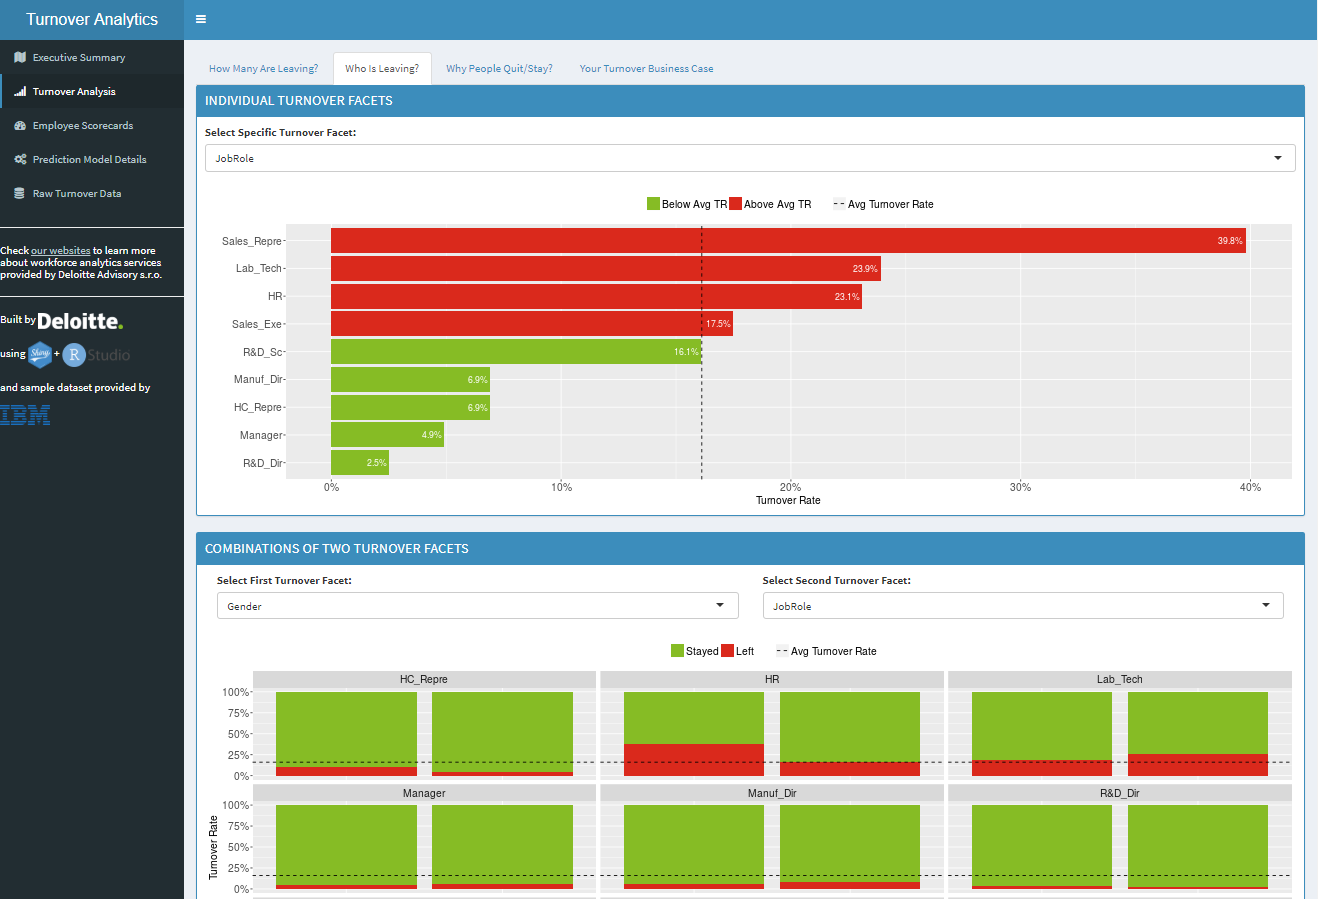 Turnover Analytics
Executive Summary
Turnover Analysis
Employee Scorecards
Prediction Model Details
Raw Turnover Data
Check our websites to learn more
about workforce analytics services
provided by Deloitte Advisory s.r.o.
Built by Deloitte.
using Shiny + R Studio
and sample dataset provided by
IBM
How Many Are Leaving?
Who Is Leaving?
Why People Quit/Stay?
Your Turnover Business Case
INDIVIDUAL TURNOVER FACETS
Select Specific Turnover Facet:
JobRole
Below Avg TR Above Avg TR -- Avg Turnover Rate
Sales_Repre 39.8%
Lab_Tech 23.9%
HR 23.1%
Sales_Exe 17.5%
R&D_Sc 16.1%
Manuf_Dir 6.9%
HC_Repre 6.9%
Manager 4.9%
R&D_Dir 2.5%
0% 10% 20% 30% 40%
Turnover Rate
COMBINATIONS OF TWO TURNOVER FACETS
Select First Turnover Facet:
Gender
Select Second Turnover Facet:
JobRole
Stayed Left -- Avg Turnover Rate
HC_Repre HR Lab_Tech
100%
75%
50%
25%
0%
Manager Manuf_Dir R&D_Dir
100%
75%
50%
25%
0%
Turnover Rate